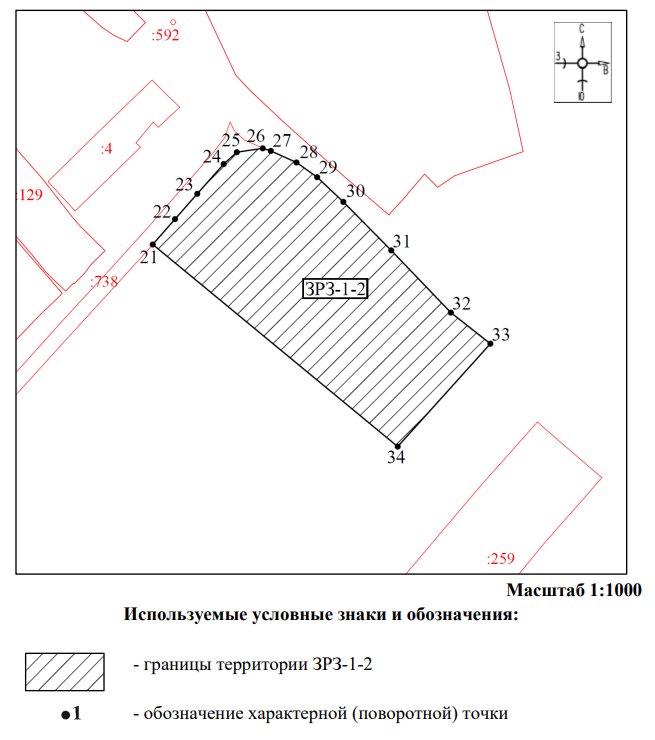 :592
С
З
В
Ю
:4
25
26
27
24
28
29
:129
23
30
22
21
31
:738
ЗРЗ-1-2
32
33
34
:259
Масштаб 1:1000
Используемые условные знаки и обозначения:
- границы территории ЗРЗ-1-2
1 - обозначение характерной (поворотной) точки